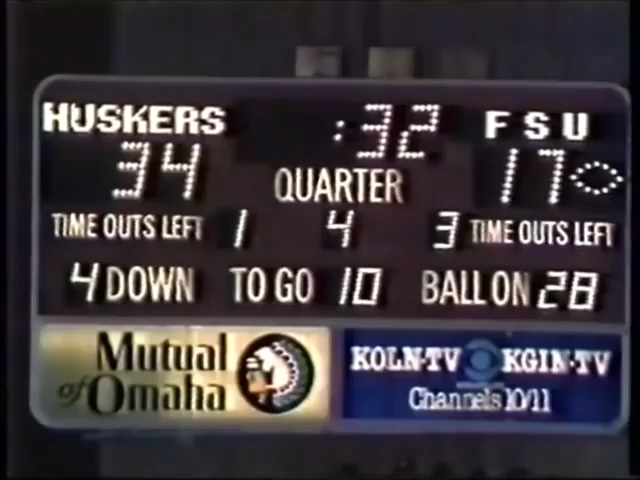 HUSKERS :32 FSU
34 QUARTER 17
TIME OUTS LEFT 1 4 3 TIME OUTS LEFT
4 DOWN TO GO 10 BALL ON 28
Mutual of Omaha
KOLN·TV KGIN·TV
Channels 10/11